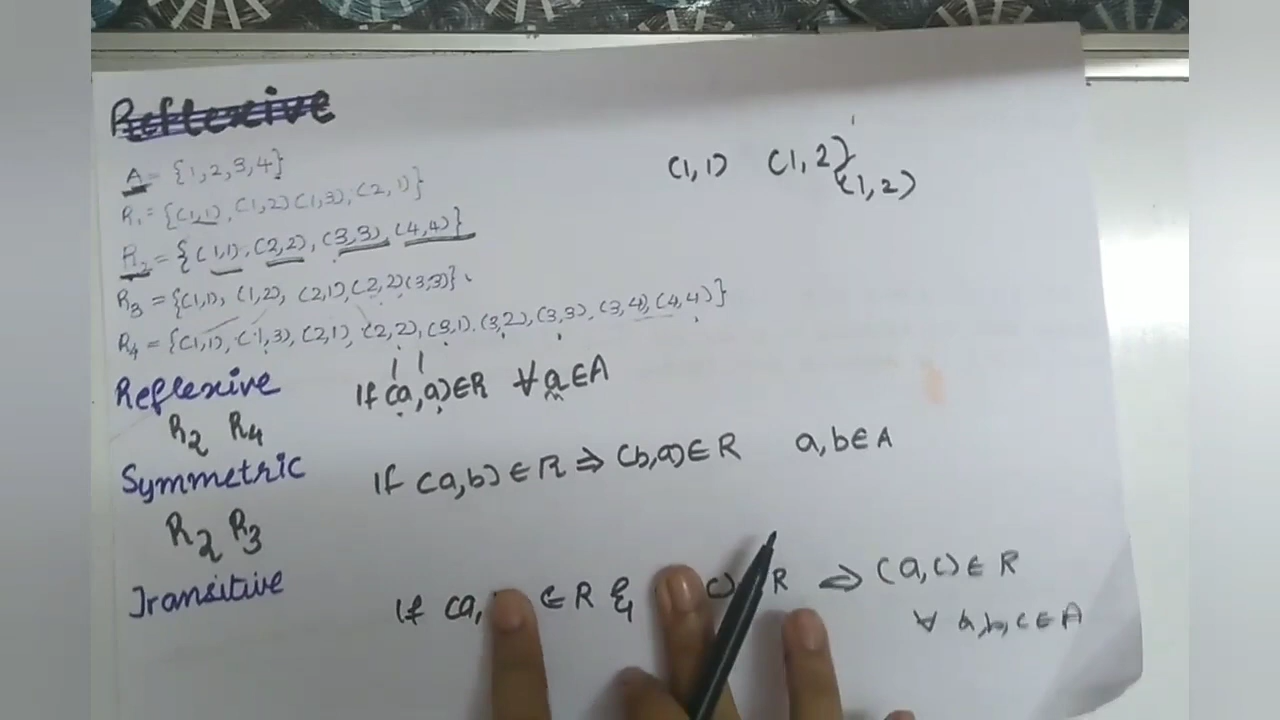 Reflexive
A = {1,2,3,4}
R₁ = {(1,1), (1,2) (1,3), (2,1)}
R₂ = {(1,1), (2,2), (3,3), (4,4)}
R₃ = {(1,1), (1,2), (2,1), (2,2) (3,3)}
R₄ = {(1,1), (1,3), (2,1), (2,2), (3,1), (3,2), (3,3), (3,4), (4,4)}
(1,1) (1,2)}
(1,2)
Reflexive If (a,a) ∈ R ∀ a ∈ A
R₂ R₄
Symmetric If (a,b) ∈ R ⇒ (b,a) ∈ R a,b ∈ A
R₂ R₃
Transitive If (a, ∈ R & c) R ⇒ (a,c) ∈ R
∀ a,b,c ∈ A